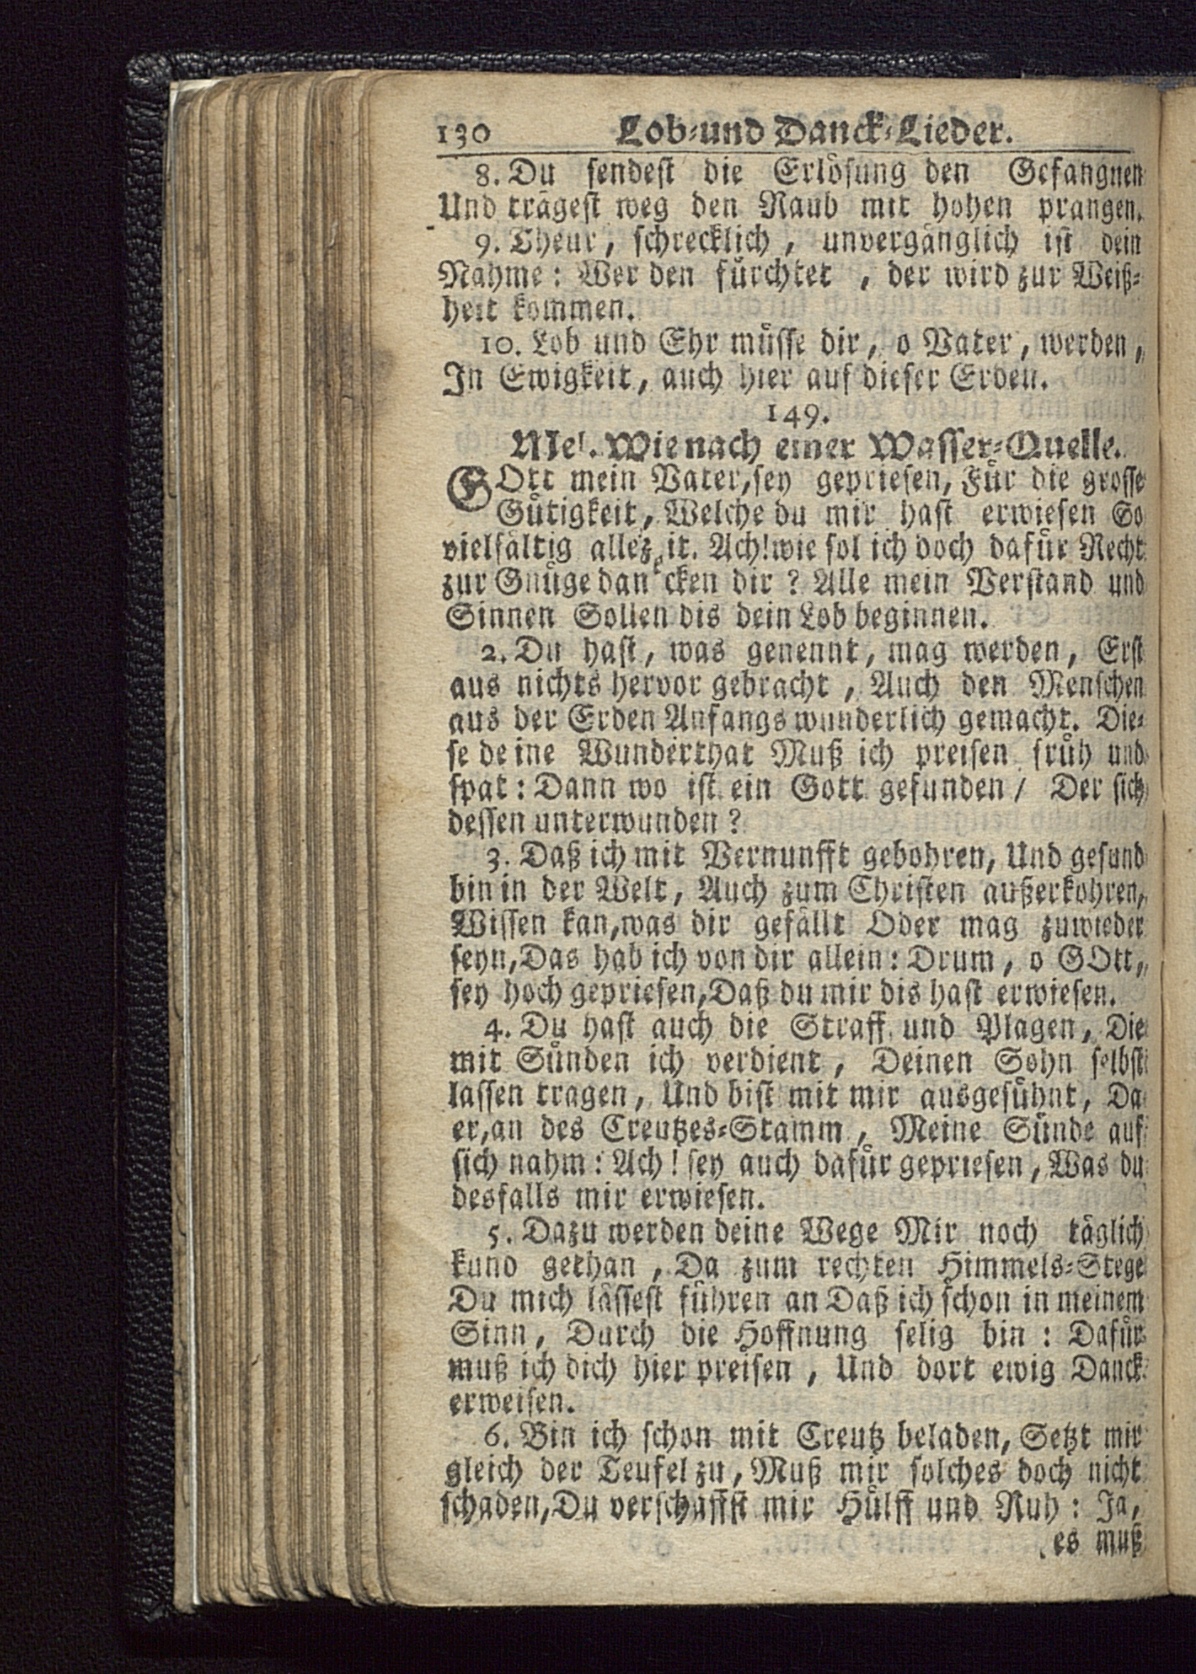 130 Lob-und Danck-Lieder.
8. Du sendest die Erlösung den Gefangnen
Und trägest weg den Raub mit hohen prangen.
9. Theur, schrecklich, unvergänglich ist dein
Nahme: Wer den fürchtet, der wird zur Weiß-
heit kommen.
10. Lob und Ehr müsse dir, o Vater, werden,
In Ewigkeit, auch hier auf dieser Erden.
149.
Mel. Wie nach einer Wasser-Quelle.
GOtt mein Vater, sey gepriesen, Für die grosse
Gütigkeit, Welche du mir hast erwiesen So
vielfältig allezeit. Ach! wie sol ich doch dafür Recht
zur Gnüge dancken dir? Alle mein Verstand und
Sinnen Sollen dis dein Lob beginnen.
2. Du hast, was genennt, mag werden, Erst
aus nichts hervor gebracht, Auch den Menschen
aus der Erden Anfangs wunderlich gemacht. Die-
se deine Wunderthat Muß ich preisen früh und
spat: Dann wo ist ein Gott gefunden / Der sich
dessen unterwunden?
3. Daß ich mit Vernunfft gebohren, Und gesund
bin in der Welt, Auch zum Christen außerkohren,
Wissen kan, was dir gefällt Oder mag zuwieder
seyn, Das hab ich von dir allein: Drum, o GOtt,
sey hoch gepriesen, Daß du mir dis hast erwiesen.
4. Du hast auch die Straff und Plagen, Die
mit Sünden ich verdient, Deinen Sohn selbst
lassen tragen, Und bist mit mir ausgesühnt, Da
er, an des Creutzes-Stamm, Meine Sünde auf
sich nahm: Ach! sey auch dafür gepriesen, Was du
desfalls mir erwiesen.
5. Dazu werden deine Wege Mir noch täglich
kund gethan, Da zum rechten Himmels-Stege
Du mich lässest führen an Daß ich schon in meinem
Sinn, Durch die Hoffnung selig bin: Dafür
muß ich dich hier preisen, Und dort ewig Danck
erweisen.
6. Bin ich schon mit Creutz beladen, Setzt mir
gleich der Teufel zu, Muß mir solches doch nicht
schaden, Du verschaffst mir Hülff und Ruh: Ja,
es muß